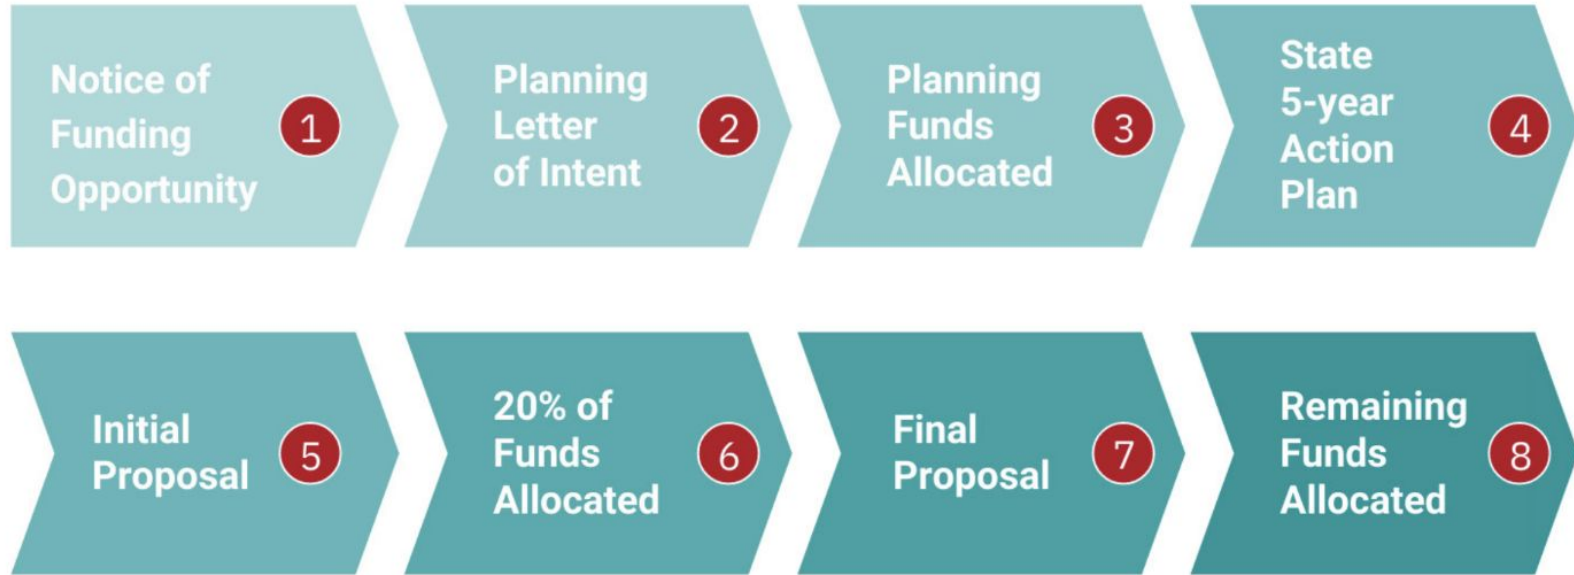 Notice of
Funding
Opportunity
1
Planning
Letter
of Intent
2
Planning
Funds
Allocated
3
State
5-year
Action
Plan
4
Initial
Proposal
5
20% of
Funds
Allocated
6
Final
Proposal
7
Remaining
Funds
Allocated
8